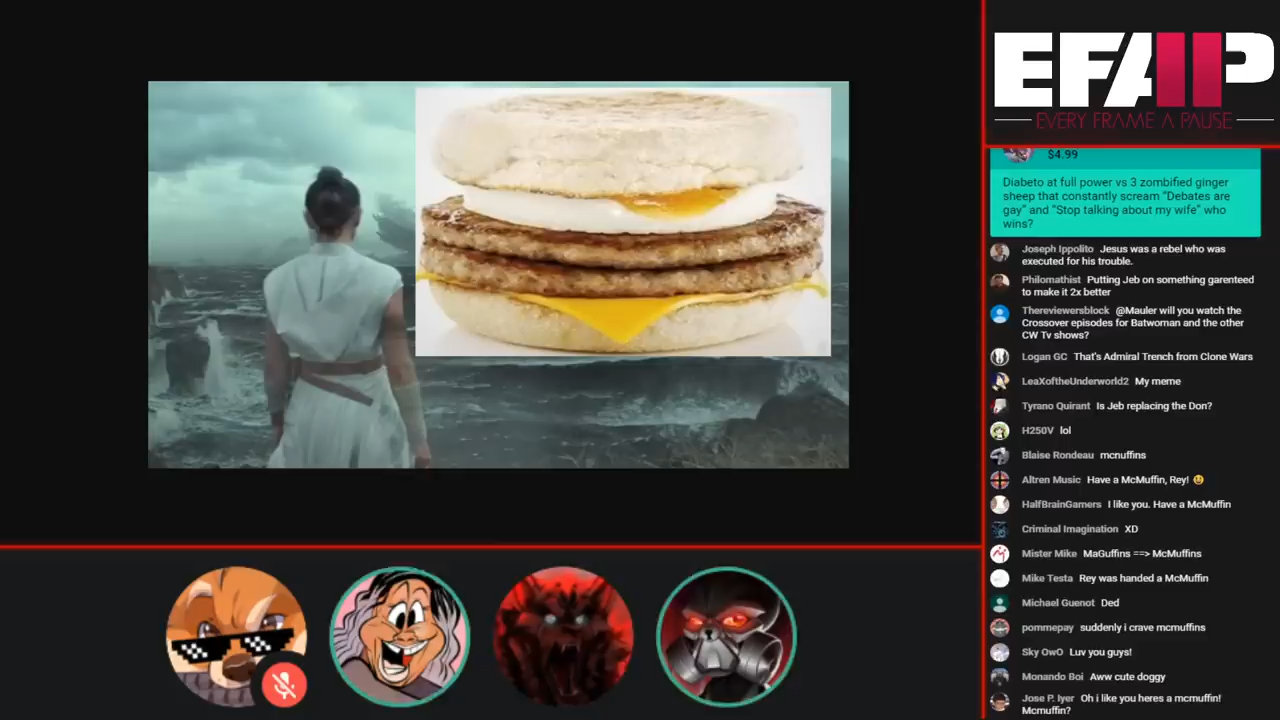 EFAP
EVERY FRAME A PAUSE
$4.99
Diabeto at full power vs 3 zombified ginger
sheep that constantly scream "Debates are
gay" and "Stop talking about my wife" who
wins?
Joseph Ippolito Jesus was a rebel who was
executed for his trouble.
Philomathist Putting Jeb on something garenteed
to make it 2x better
Thereviewersblock @Mauler will you watch the
Crossover episodes for Batwoman and the other
CW Tv shows?
Logan GC That's Admiral Trench from Clone Wars
LeaXoftheUnderworld2 My meme
Tyrano Quirant Is Jeb replacing the Don?
H250V lol
Blaise Rondeau mcnuffins
Altren Music Have a McMuffin, Rey! 😆
HalfBrainGamers I like you. Have a McMuffin
Criminal Imagination XD
Mister Mike MaGuffins ==> McMuffins
Mike Testa Rey was handed a McMuffin
Michael Guenot Ded
pommepay suddenly i crave mcmuffins
Sky OwO Luv you guys!
Monando Boi Aww cute doggy
Jose P. Iyer Oh i like you heres a mcmuffin!
Mcmuffin?